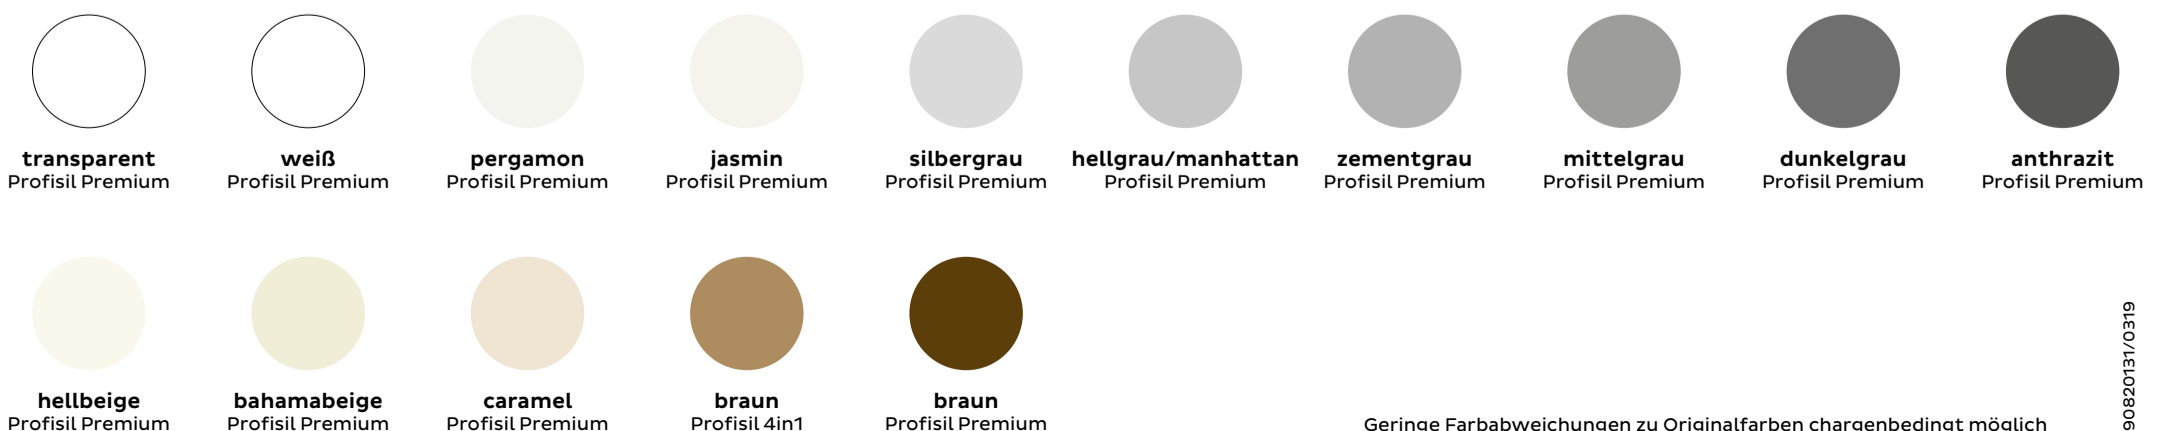 transparent
Profisil Premium
weiß
Profisil Premium
pergamon
Profisil Premium
jasmin
Profisil Premium
silbergrau
Profisil Premium
hellgrau/manhattan
Profisil Premium
zementgrau
Profisil Premium
mittelgrau
Profisil Premium
dunkelgrau
Profisil Premium
anthrazit
Profisil Premium
hellbeige
Profisil Premium
bahamabeige
Profisil Premium
caramel
Profisil Premium
braun
Profisil 4in1
braun
Profisil Premium
Geringe Farbabweichungen zu Originalfarben chargenbedingt möglich
90820131/0319